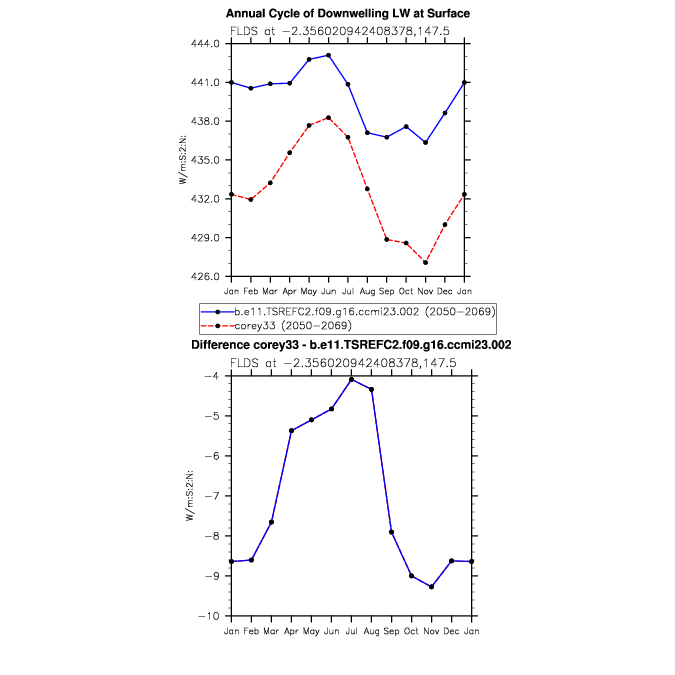 Annual Cycle of Downwelling LW at Surface
FLDS at −2.356020942408378,147.5
444.0
441.0
438.0
435.0
432.0
429.0
426.0
W/m:S:2:N:
Jan Feb Mar Apr May Jun Jul Aug Sep Oct Nov Dec Jan
b.e11.TSREFC2.f09.g16.ccmi23.002 (2050−2069)
corey33 (2050−2069)
Difference corey33 - b.e11.TSREFC2.f09.g16.ccmi23.002
FLDS at −2.356020942408378,147.5
−4
−5
−6
−7
−8
−9
−10
W/m:S:2:N:
Jan Feb Mar Apr May Jun Jul Aug Sep Oct Nov Dec Jan